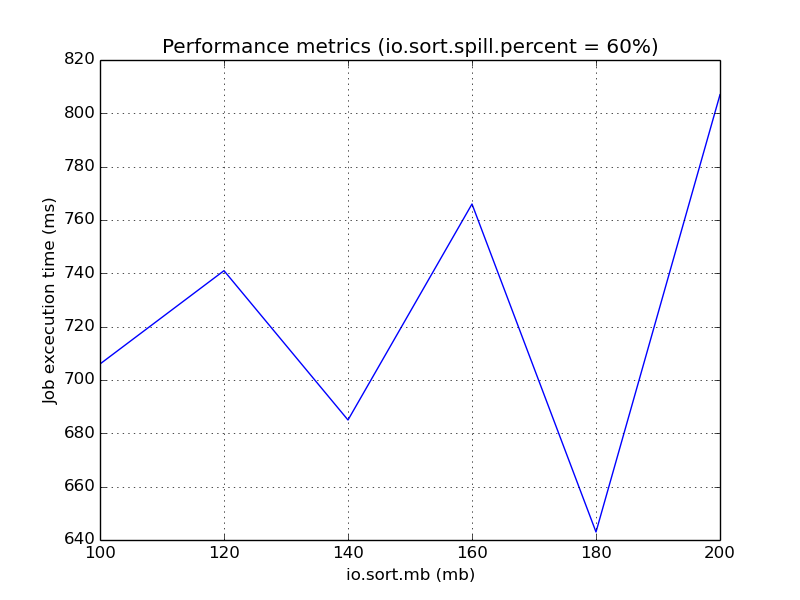 Performance metrics (io.sort.spill.percent = 60%)
820
800
780
760
740
720
700
680
660
640
Job excecution time (ms)
100 120 140 160 180 200
io.sort.mb (mb)